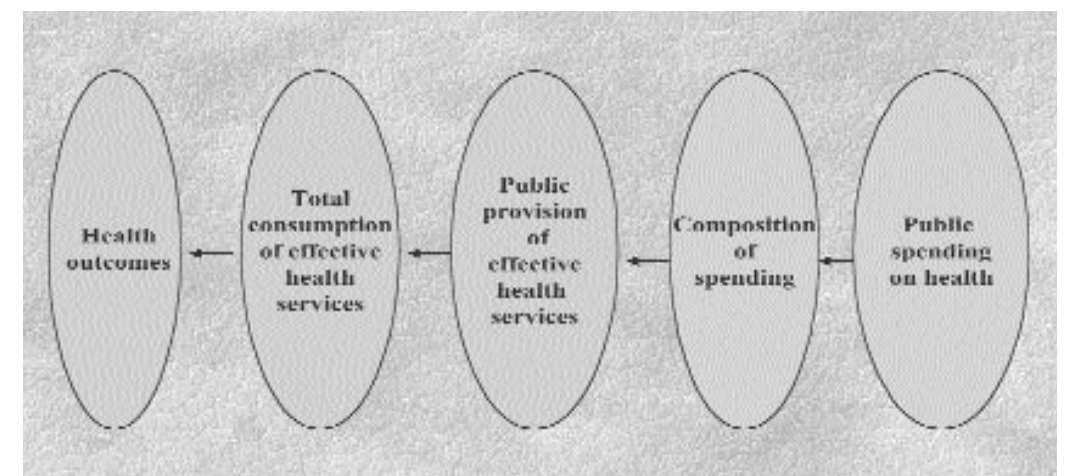 Health
outcomes
Total
consumption
of effective
health
services
Public
provision
of
effective
health
services
Composition
of
spending
Public
spending
on health